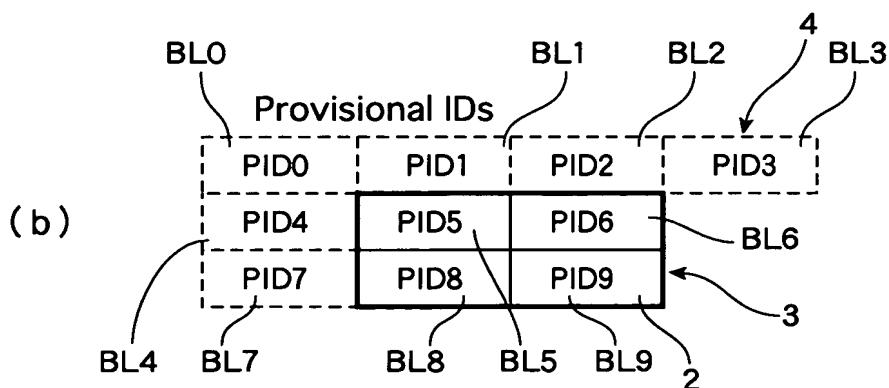 4
BL0 BL1 BL2 BL3
Provisional IDs
PID0 PID1 PID2 PID3
(b) PID4 PID5 PID6
BL6
PID7 PID8 PID9
3
BL4 BL7 BL8 BL5 BL9 2